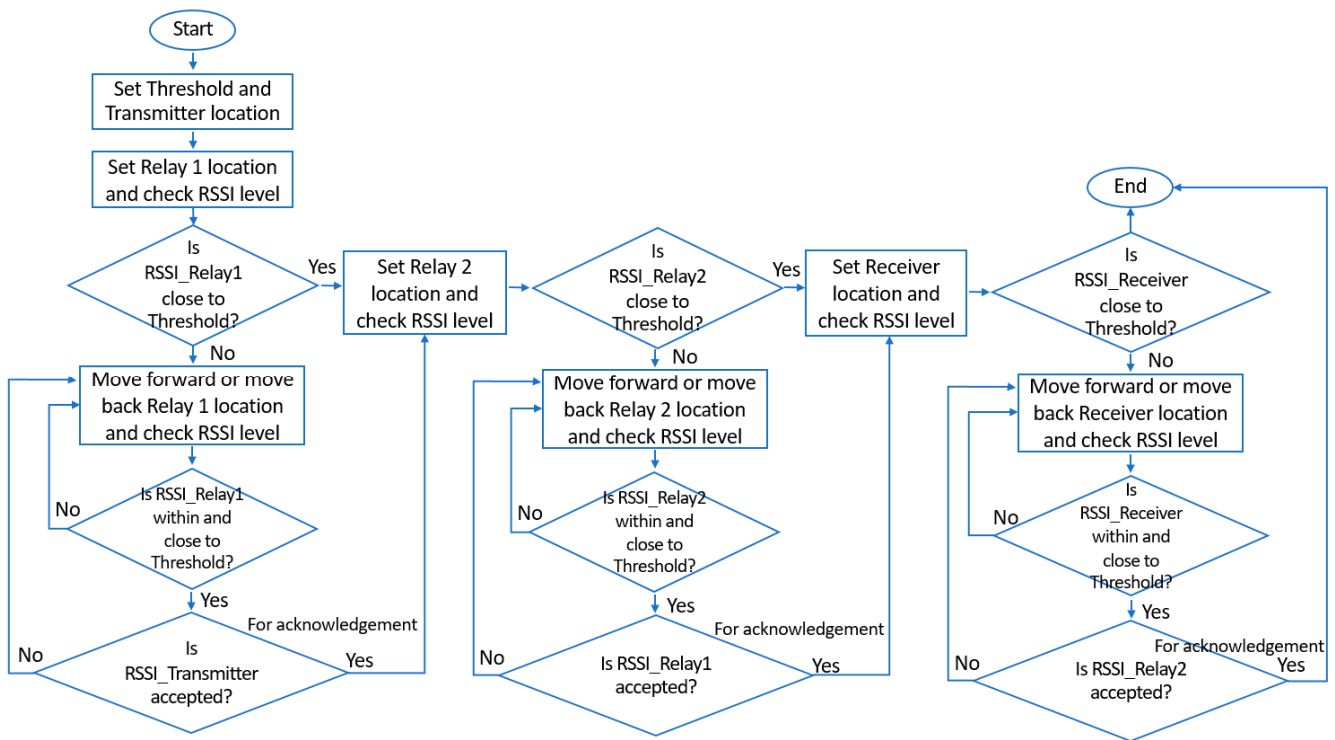 Start
Set Threshold and
Transmitter location
Set Relay 1 location
and check RSSI level
Is
RSSI_Relay1
close to
Threshold?
Yes
No
Move forward or move
back Relay 1 location
and check RSSI level
Is RSSI_Relay1
within and
close to
Threshold?
No
Yes
For acknowledgement
Is
RSSI_Transmitter
accepted?
No
Yes
Set Relay 2
location and
check RSSI level
Is
RSSI_Relay2
close to
Threshold?
Yes
No
Move forward or move
back Relay 2 location
and check RSSI level
Is RSSI_Relay2
within and
close to
Threshold?
No
Yes
For acknowledgement
Is RSSI_Relay1
accepted?
No
Yes
Set Receiver
location and
check RSSI level
End
Is
RSSI_Receiver
close to
Threshold?
No
Move forward or move
back Receiver location
and check RSSI level
Is
RSSI_Receiver
within and
close to
Threshold?
No
Yes
For acknowledgement
Is RSSI_Relay2
accepted?
No
Yes